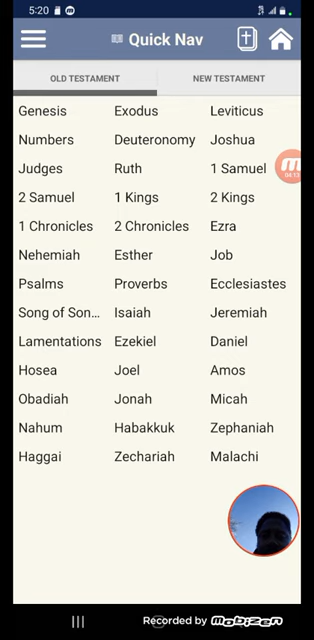 5:20
Quick Nav
OLD TESTAMENT NEW TESTAMENT
Genesis Exodus Leviticus
Numbers Deuteronomy Joshua
Judges Ruth 1 Samuel
04:13
2 Samuel 1 Kings 2 Kings
1 Chronicles 2 Chronicles Ezra
Nehemiah Esther Job
Psalms Proverbs Ecclesiastes
Song of Son... Isaiah Jeremiah
Lamentations Ezekiel Daniel
Hosea Joel Amos
Obadiah Jonah Micah
Nahum Habakkuk Zephaniah
Haggai Zechariah Malachi
Recorded by mobizen